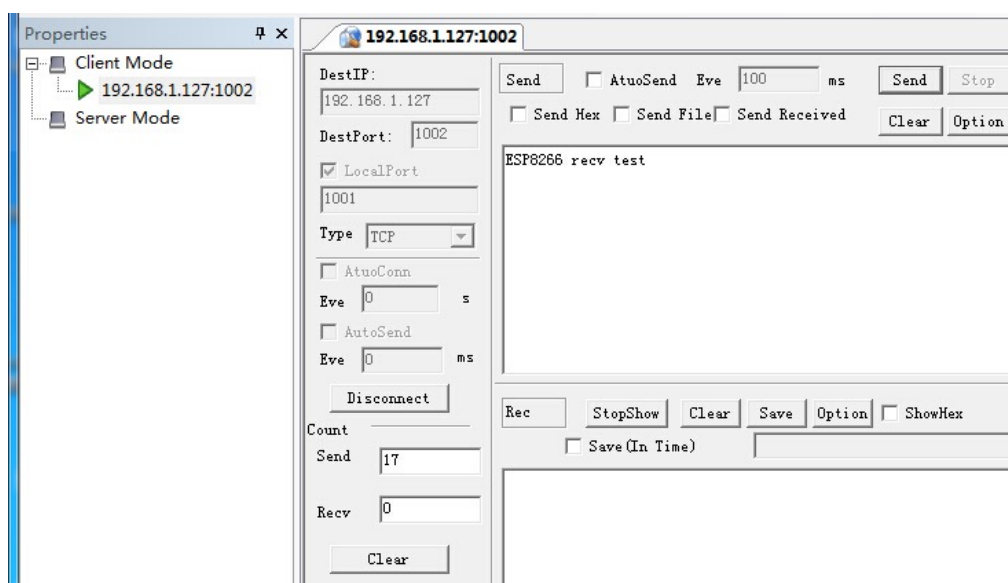 Properties
Client Mode
192.168.1.127:1002
Server Mode
192.168.1.127:1002
DestIP:
192.168.1.127
DestPort: 1002
LocalPort
1001
Type TCP
AtuoConn
Eve 0 s
AutoSend
Eve 0 ms
Disconnect
Count
Send 17
Recv 0
Clear
Send AtuoSend Eve 100 ms Send Stop
Send Hex Send File Send Received Clear Option
ESP8266 recv test
Rec StopShow Clear Save Option ShowHex
Save(In Time)